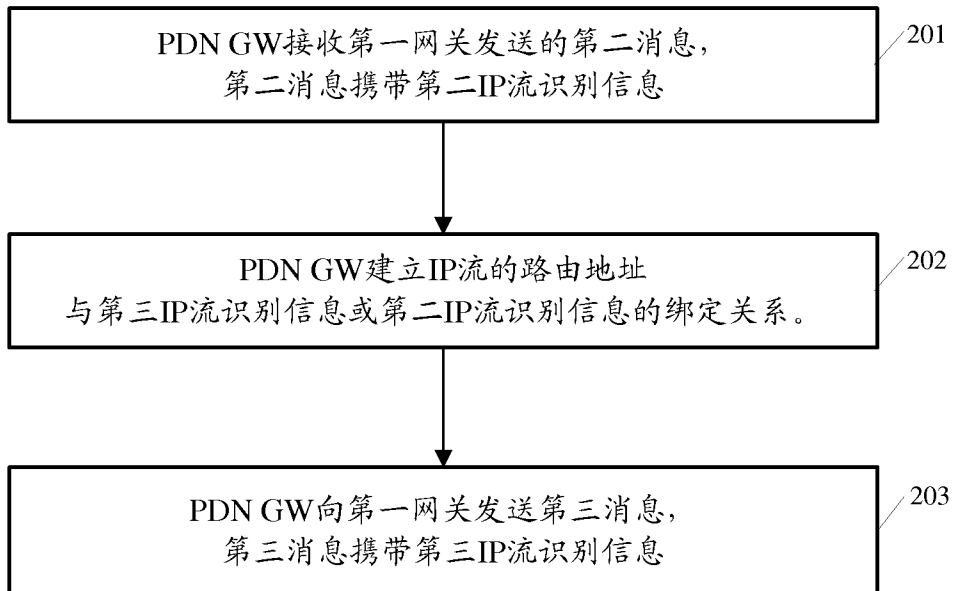 PDN GW接收第一网关发送的第二消息，
第二消息携带第二IP流识别信息
201
PDN GW建立IP流的路由地址
与第三IP流识别信息或第二IP流识别信息的绑定关系。
202
PDN GW向第一网关发送第三消息，
第三消息携带第三IP流识别信息
203